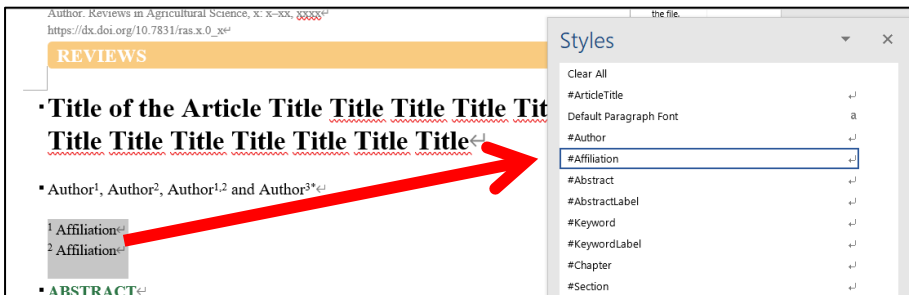 Author. Reviews in Agricultural Science, x: x–xx, xxxx
https://dx.doi.org/10.7831/ras.x.0_x
REVIEWS
Title of the Article Title Title Title Title Tit
Title Title Title Title Title Title Title
Author¹, Author², Author¹,² and Author³*
¹ Affiliation
² Affiliation
ABSTRACT
the file.
Styles
Clear All
#ArticleTitle
Default Paragraph Font a
#Author
#Affiliation
#Abstract
#AbstractLabel
#Keyword
#KeywordLabel
#Chapter
#Section